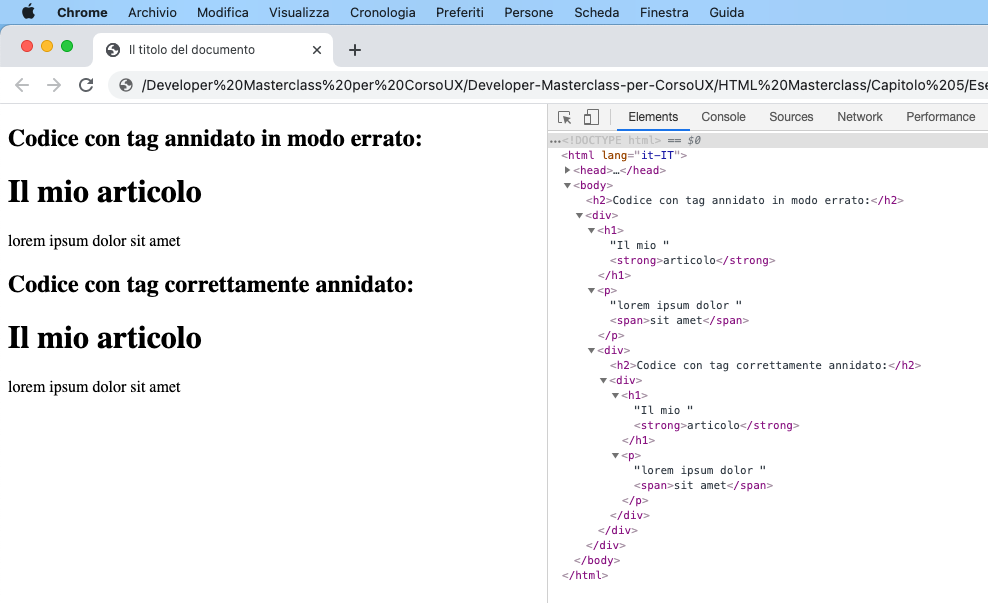 Chrome Archivio Modifica Visualizza Cronologia Preferiti Persone Scheda Finestra Guida
Il titolo del documento
/Developer%20Masterclass%20per%20CorsoUX/Developer-Masterclass-per-CorsoUX/HTML%20Masterclass/Capitolo%205/Ese
Codice con tag annidato in modo errato:
Il mio articolo
lorem ipsum dolor sit amet
Codice con tag correttamente annidato:
Il mio articolo
lorem ipsum dolor sit amet
Elements Console Sources Network Performance
…<!DOCTYPE html> == $0
<html lang="it-IT">
<head>…</head>
<body>
<h2>Codice con tag annidato in modo errato:</h2>
<div>
<h1>
"Il mio "
<strong>articolo</strong>
</h1>
<p>
"lorem ipsum dolor "
<span>sit amet</span>
</p>
<div>
<h2>Codice con tag correttamente annidato:</h2>
<div>
<h1>
"Il mio "
<strong>articolo</strong>
</h1>
<p>
"lorem ipsum dolor "
<span>sit amet</span>
</p>
</div>
</div>
</div>
</body>
</html>